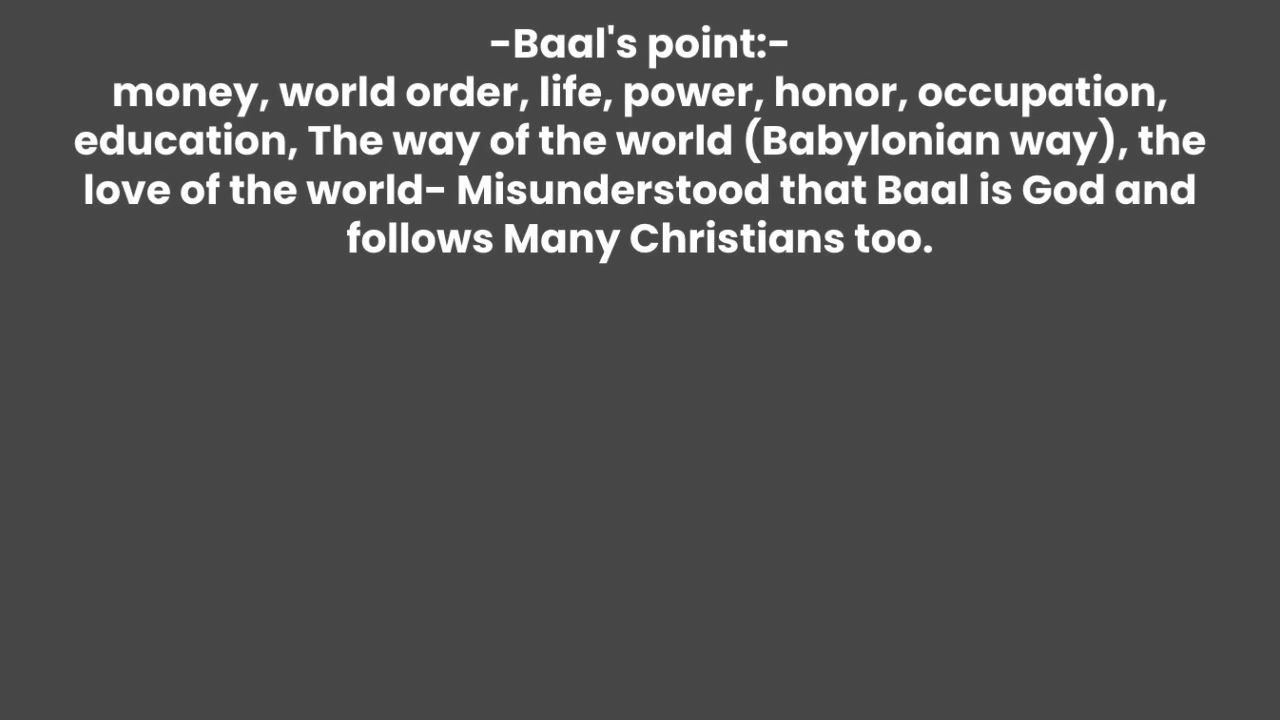 -Baal's point:-
money, world order, life, power, honor, occupation,
education, The way of the world (Babylonian way), the
love of the world- Misunderstood that Baal is God and
follows Many Christians too.